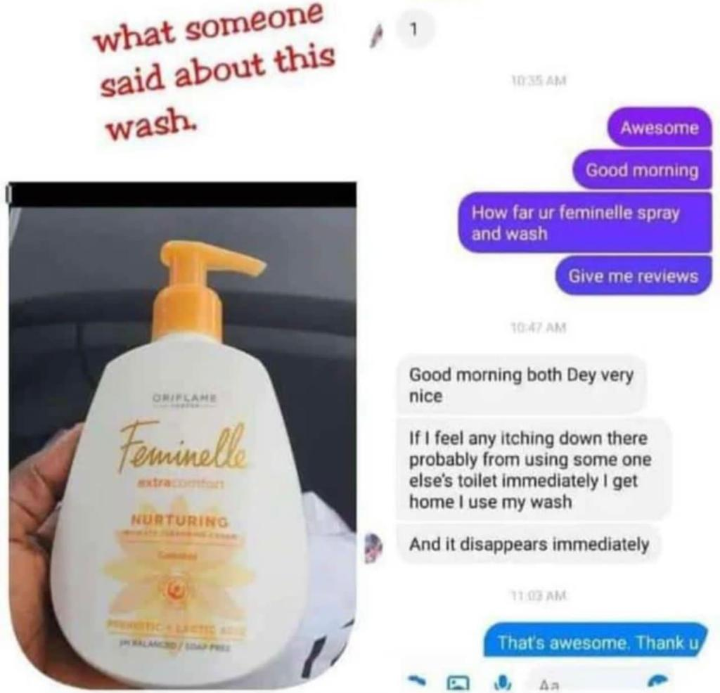 what someone
said about this
wash.
ORIFLAME
Feminelle
extracomfort
NURTURING
PREBIOTIC + LACTIC ACID
pH BALANCED / SOAP FREE
1
10:35 AM
Awesome
Good morning
How far ur feminelle spray
and wash
Give me reviews
10:47 AM
Good morning both Dey very
nice
If I feel any itching down there
probably from using some one
else's toilet immediately I get
home I use my wash
And it disappears immediately
11:03 AM
That's awesome. Thank u
Aa